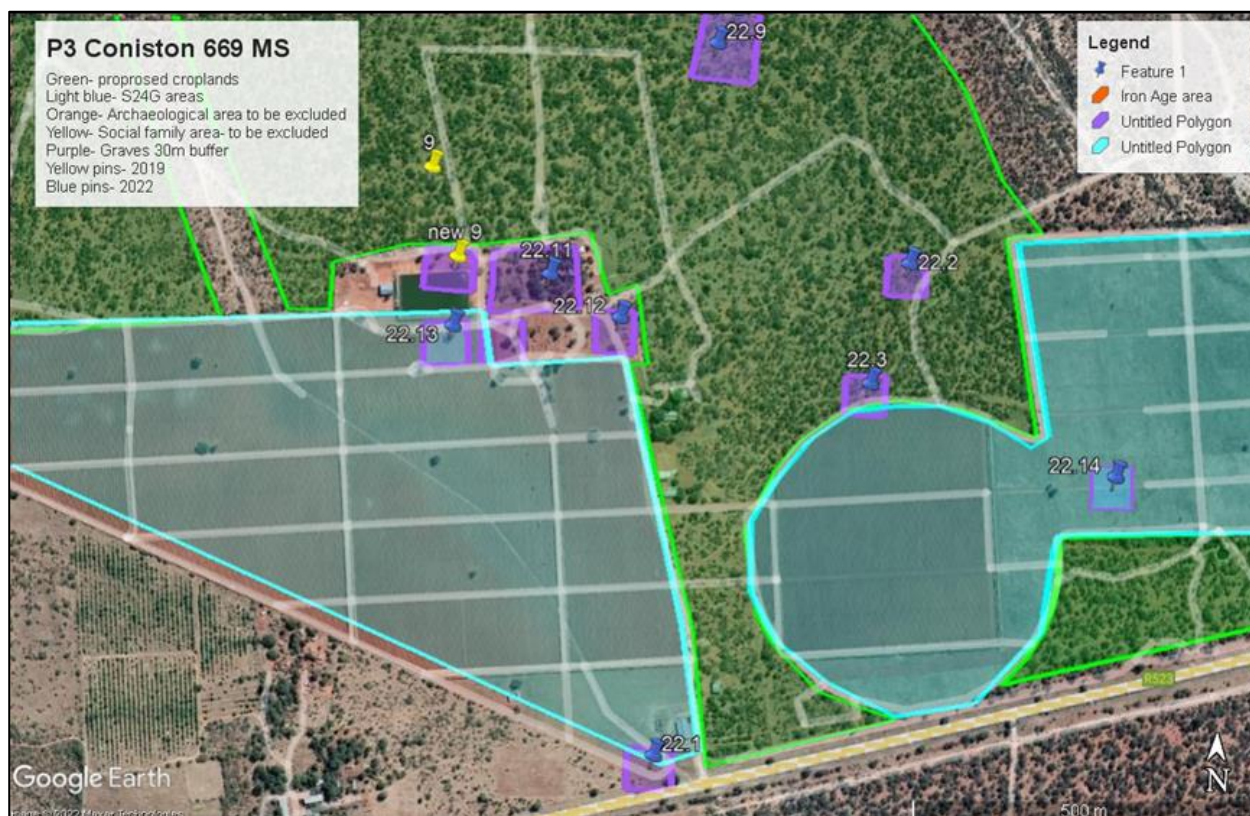 P3 Coniston 669 MS
Green- proprosed croplands
Light blue- S24G areas
Orange- Archaeological area to be excluded
Yellow- Social family area- to be excluded
Purple- Graves 30m buffer
Yellow pins- 2019
Blue pins- 2022
Legend
Feature 1
Iron Age area
Untitled Polygon
Untitled Polygon
22.9
9
new 9
22.11
22.2
22.12
22.13
22.3
22.14
R523
22.1
Google Earth
N
500 m